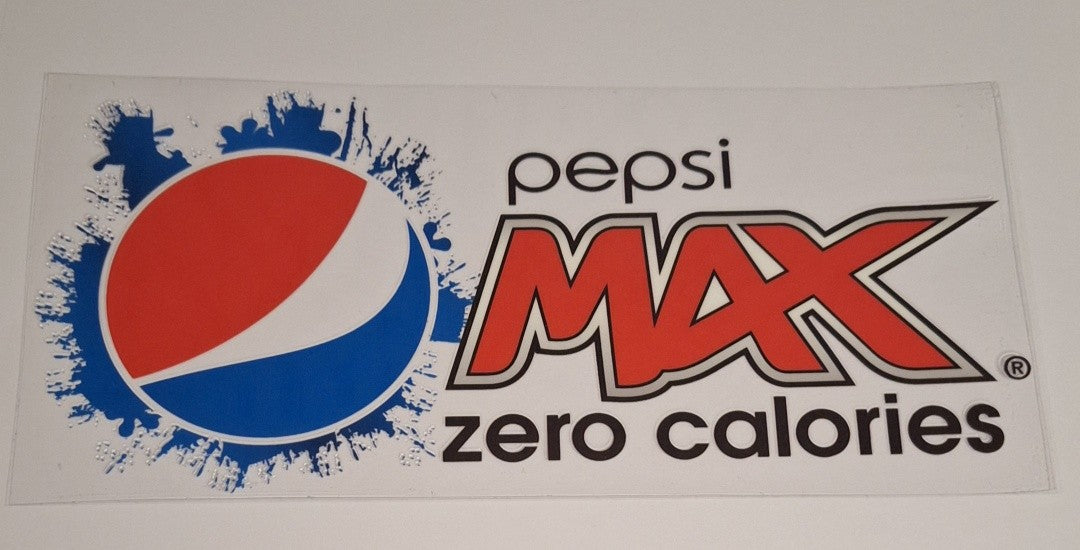 pepsi
MAX®
zero calories